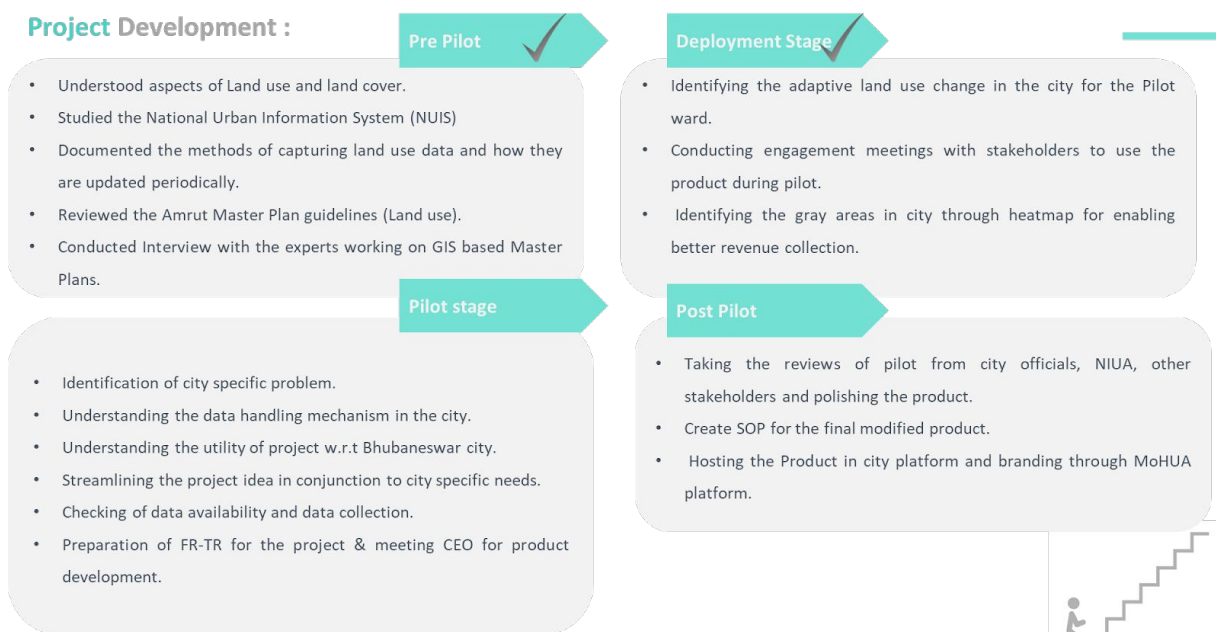 Project Development :
Pre Pilot
• Understood aspects of Land use and land cover.
• Studied the National Urban Information System (NUIS)
• Documented the methods of capturing land use data and how they
are updated periodically.
• Reviewed the Amrut Master Plan guidelines (Land use).
• Conducted Interview with the experts working on GIS based Master
Plans.
Deployment Stage
• Identifying the adaptive land use change in the city for the Pilot
ward.
• Conducting engagement meetings with stakeholders to use the
product during pilot.
• Identifying the gray areas in city through heatmap for enabling
better revenue collection.
Pilot stage
• Identification of city specific problem.
• Understanding the data handling mechanism in the city.
• Understanding the utility of project w.r.t Bhubaneswar city.
• Streamlining the project idea in conjunction to city specific needs.
• Checking of data availability and data collection.
• Preparation of FR-TR for the project & meeting CEO for product
development.
Post Pilot
• Taking the reviews of pilot from city officials, NIUA, other
stakeholders and polishing the product.
• Create SOP for the final modified product.
• Hosting the Product in city platform and branding through MoHUA
platform.